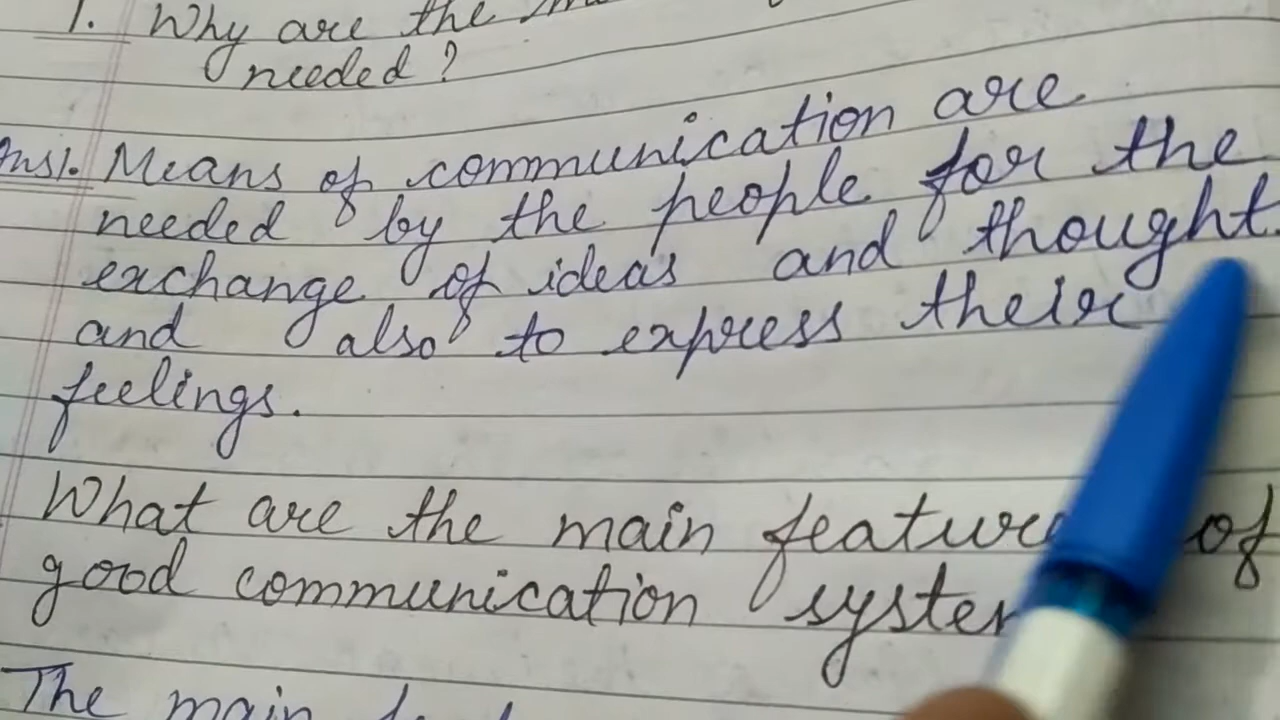 1. Why are the
needed?
Ans1. Means of communication are
needed by the people for the
exchange of ideas and thought
and also to express their
feelings.
What are the main of
good communication
The main